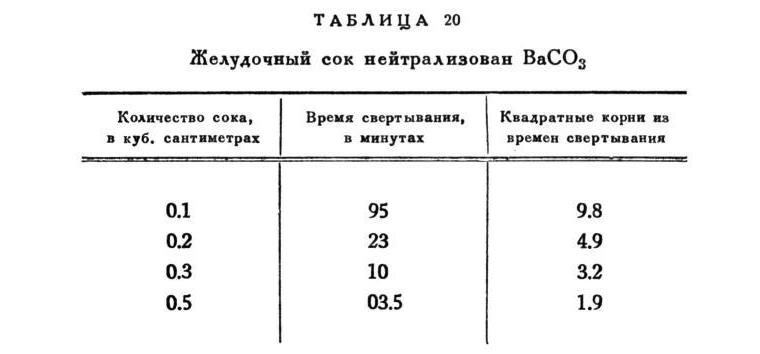 ТАБЛИЦА 20
Желудочный сок нейтрализован BaCO₃
Количество сока, в куб. сантиметрах
Время свертывания, в минутах
Квадратные корни из времен свертывания
0.1 95 9.8
0.2 23 4.9
0.3 10 3.2
0.5 03.5 1.9